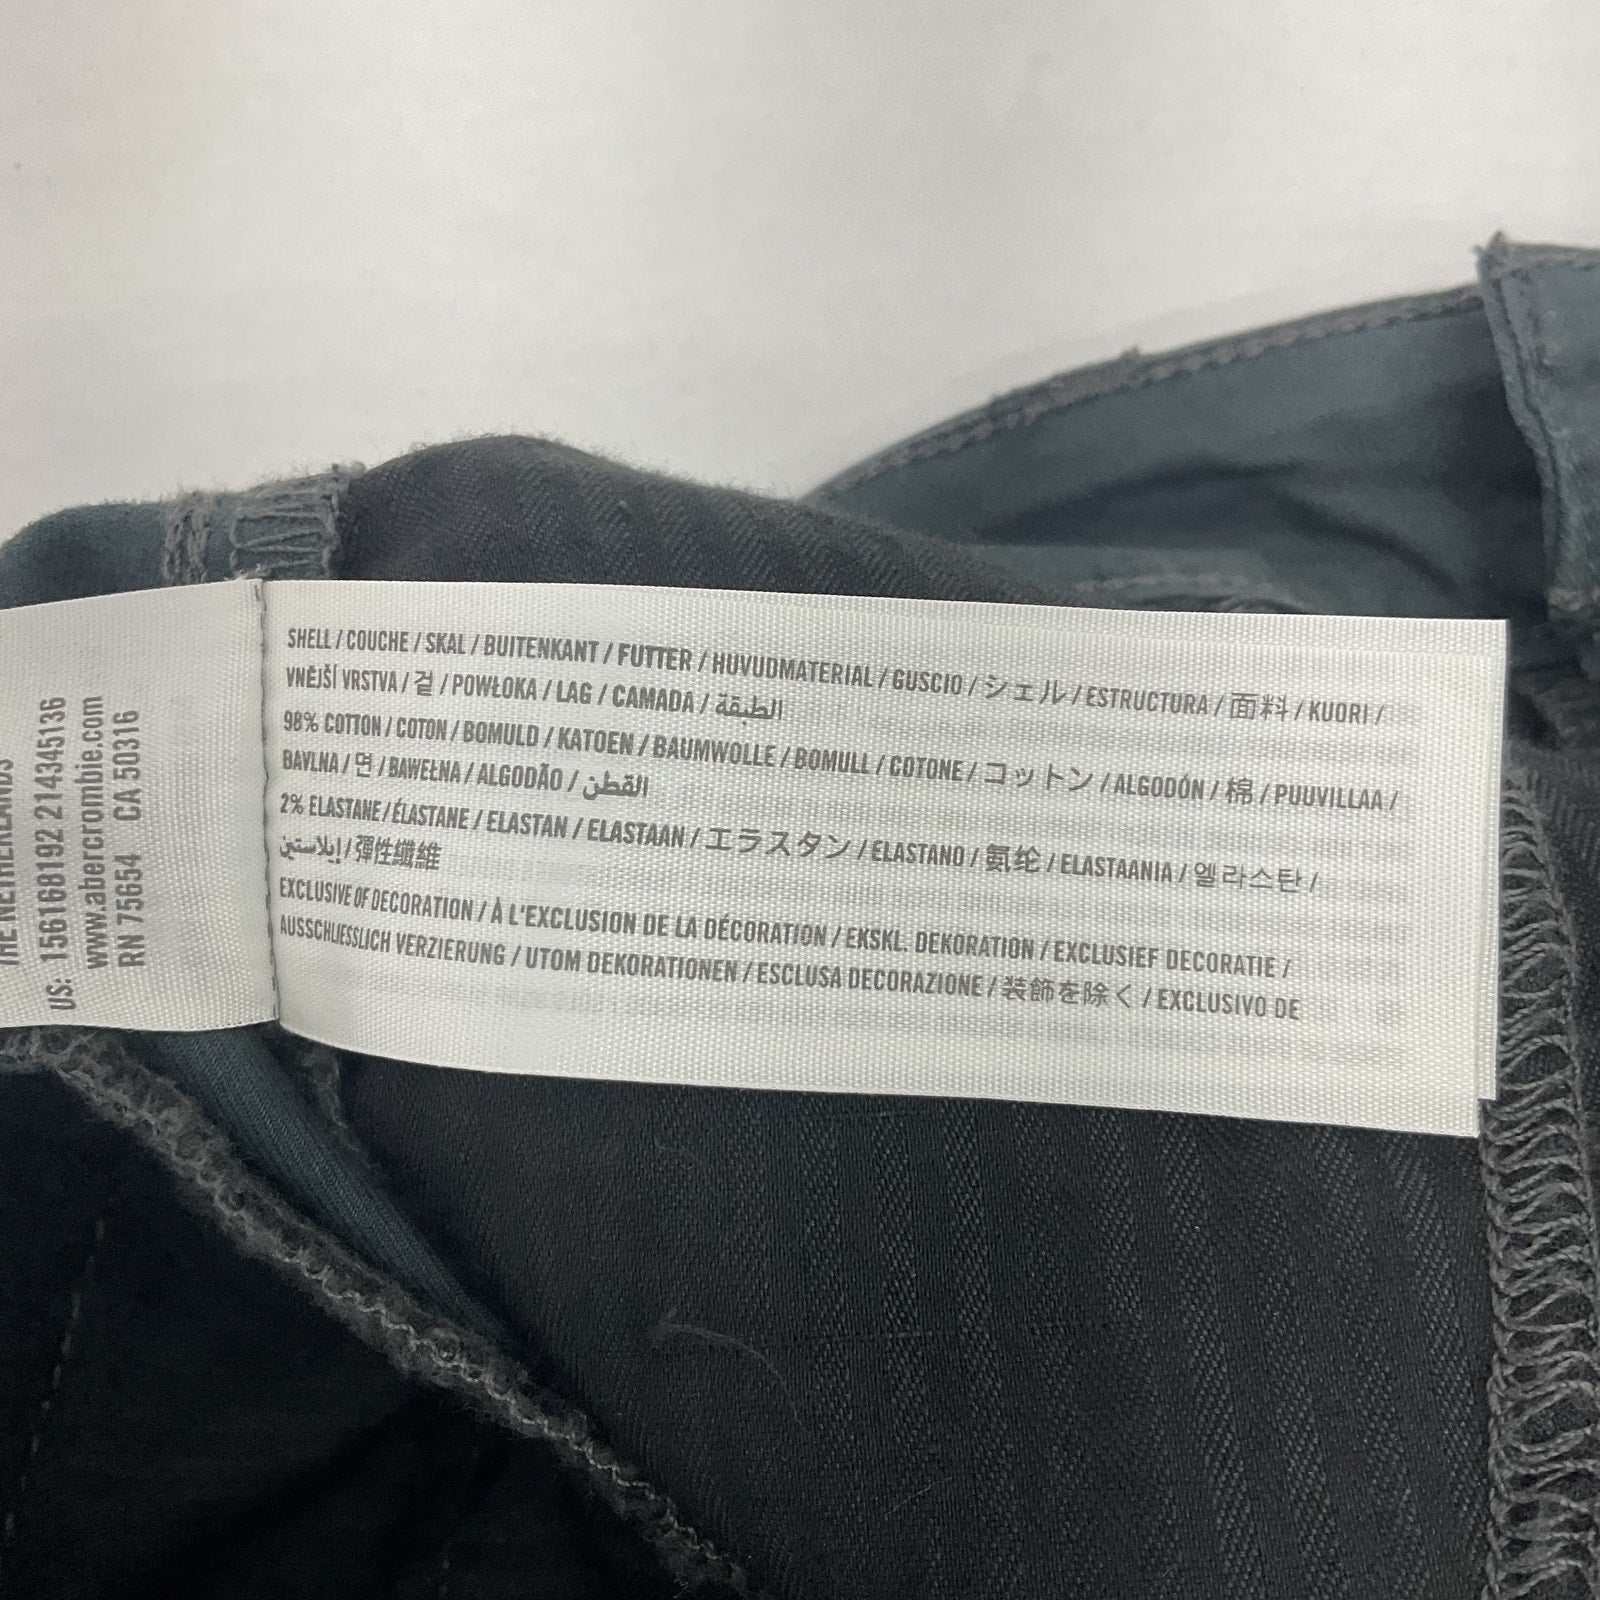 THE NETHERLANDS
US: 156168192 214345136
www.abercrombie.com
RN 75654 CA 50316
SHELL / COUCHE / SKAL / BUITENKANT / FUTTER / HUVUDMATERIAL / GUSCIO / シェル / ESTRUCTURA / 面料 / KUORI /
VNĚJŠÍ VRSTVA / 겉 / POWŁOKA / LAG / CAMADA / الطبقة
98% COTTON / COTON / BOMULD / KATOEN / BAUMWOLLE / BOMULL / COTONE / コットン / ALGODÓN / 棉 / PUUVILLAA /
BAVLNA / 면 / BAWEŁNA / ALGODÃO / القطن
2% ELASTANE / ÉLASTANE / ELASTAN / ELASTAAN / エラスタン / ELASTANO / 氨纶 / ELASTAANIA / 엘라스탄 /
إيلاستين / 彈性纖維
EXCLUSIVE OF DECORATION / À L'EXCLUSION DE LA DÉCORATION / EKSKL. DEKORATION / EXCLUSIEF DECORATIE /
AUSSCHLIESSLICH VERZIERUNG / UTOM DEKORATIONEN / ESCLUSA DECORAZIONE / 装飾を除く / EXCLUSIVO DE